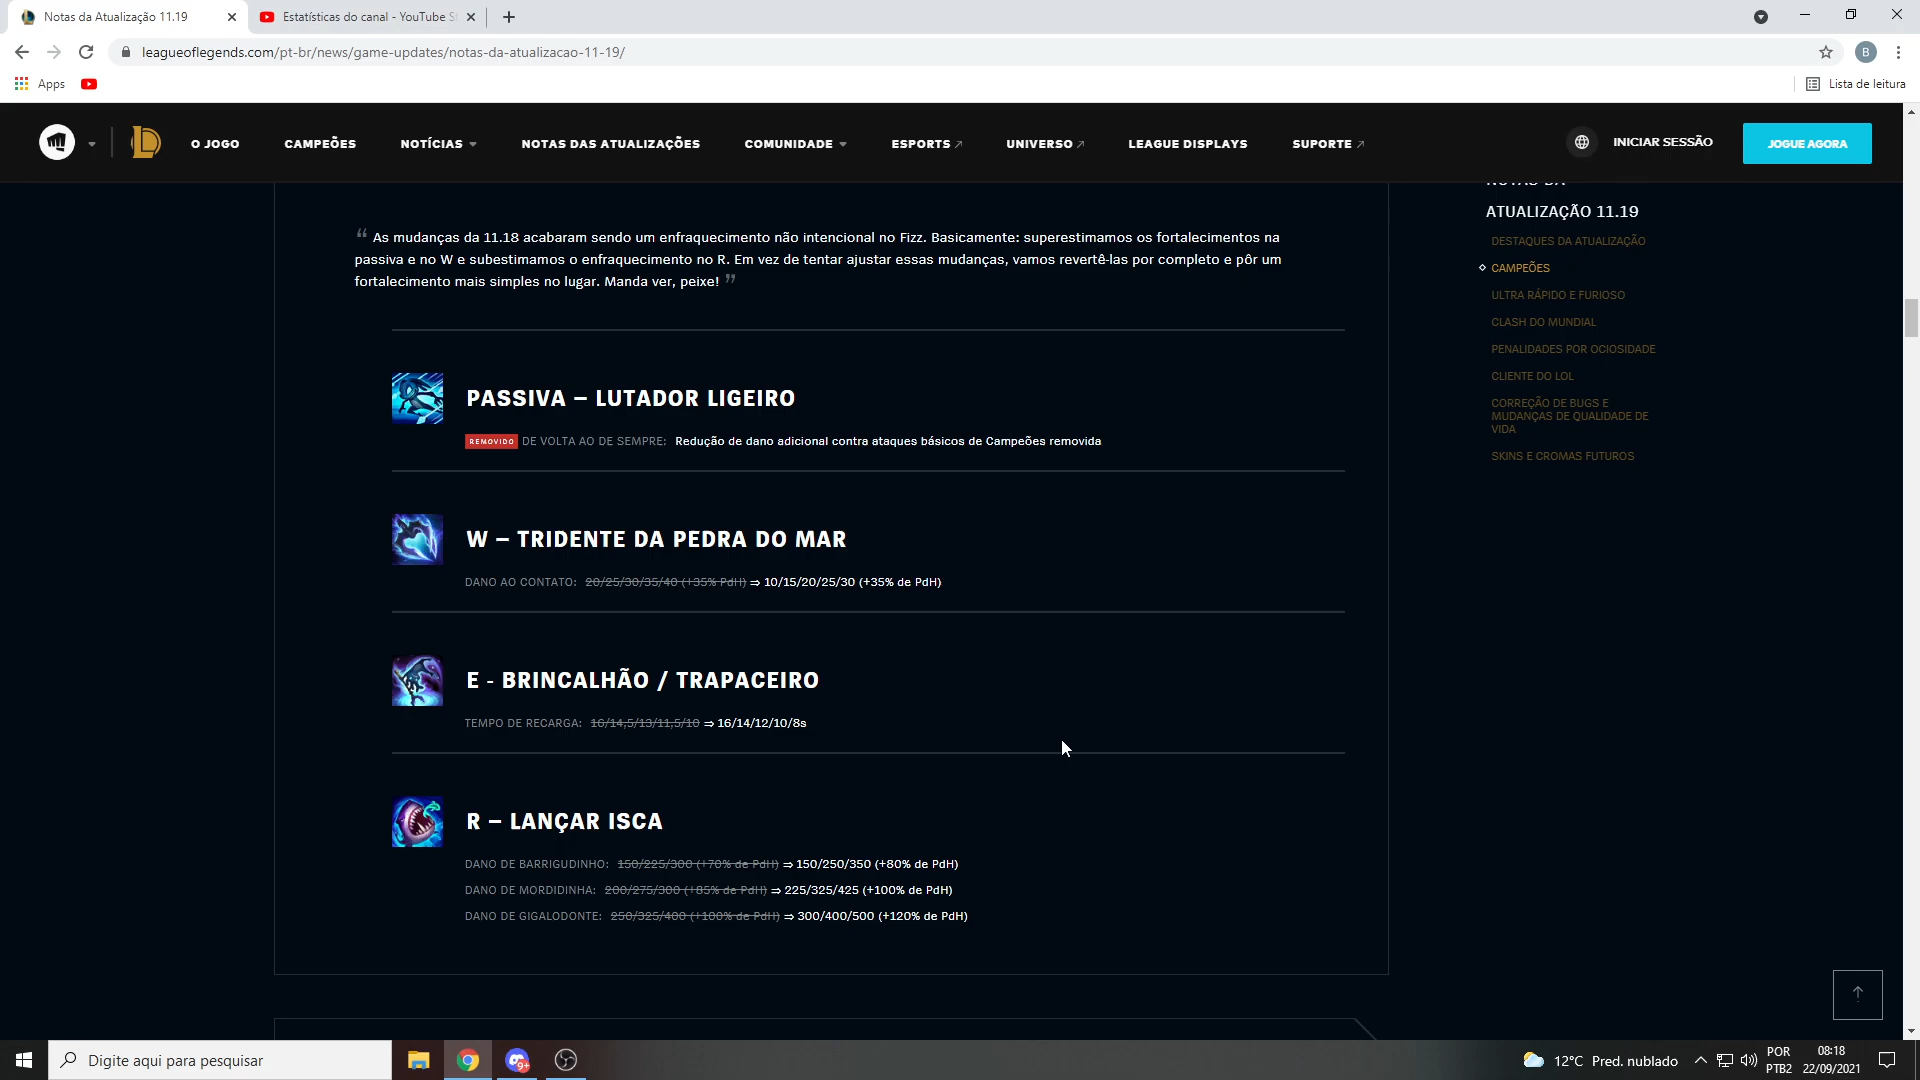 Notas da Atualização 11.19
Estatísticas do canal - YouTube S
leagueoflegends.com/pt-br/news/game-updates/notas-da-atualizacao-11-19/
B
Apps
Lista de leitura
O JOGO
CAMPEÕES
NOTÍCIAS
NOTAS DAS ATUALIZAÇÕES
COMUNIDADE
ESPORTS
UNIVERSO
LEAGUE DISPLAYS
SUPORTE
INICIAR SESSÃO
JOGUE AGORA
“ As mudanças da 11.18 acabaram sendo um enfraquecimento não intencional no Fizz. Basicamente: superestimamos os fortalecimentos na
passiva e no W e subestimamos o enfraquecimento no R. Em vez de tentar ajustar essas mudanças, vamos revertê-las por completo e pôr um
fortalecimento mais simples no lugar. Manda ver, peixe! ”
PASSIVA – LUTADOR LIGEIRO
REMOVIDO DE VOLTA AO DE SEMPRE: Redução de dano adicional contra ataques básicos de Campeões removida
W – TRIDENTE DA PEDRA DO MAR
DANO AO CONTATO: 20/25/30/35/40 (+35% PdH) ⇒ 10/15/20/25/30 (+35% de PdH)
E - BRINCALHÃO / TRAPACEIRO
TEMPO DE RECARGA: 16/14,5/13/11,5/10 ⇒ 16/14/12/10/8s
R – LANÇAR ISCA
DANO DE BARRIGUDINHO: 150/225/300 (+70% de PdH) ⇒ 150/250/350 (+80% de PdH)
DANO DE MORDIDINHA: 200/275/300 (+85% de PdH) ⇒ 225/325/425 (+100% de PdH)
DANO DE GIGALODONTE: 250/325/400 (+100% de PdH) ⇒ 300/400/500 (+120% de PdH)
NOTAS DA
ATUALIZAÇÃO 11.19
DESTAQUES DA ATUALIZAÇÃO
CAMPEÕES
ULTRA RÁPIDO E FURIOSO
CLASH DO MUNDIAL
PENALIDADES POR OCIOSIDADE
CLIENTE DO LOL
CORREÇÃO DE BUGS E
MUDANÇAS DE QUALIDADE DE
VIDA
SKINS E CROMAS FUTUROS
Digite aqui para pesquisar
9+
12°C Pred. nublado
POR
PTB2
08:18
22/09/2021